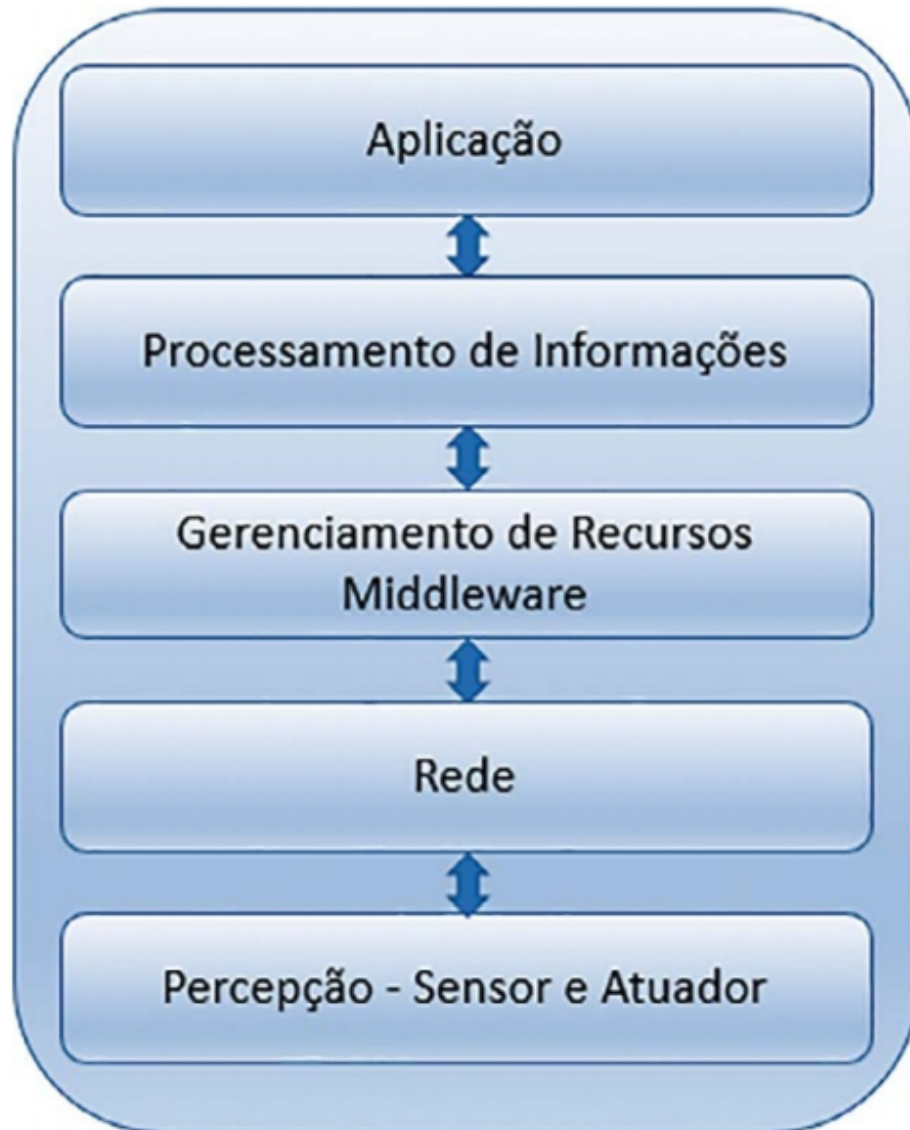 Aplicação
Processamento de Informações
Gerenciamento de Recursos
Middleware
Rede
Percepção - Sensor e Atuador